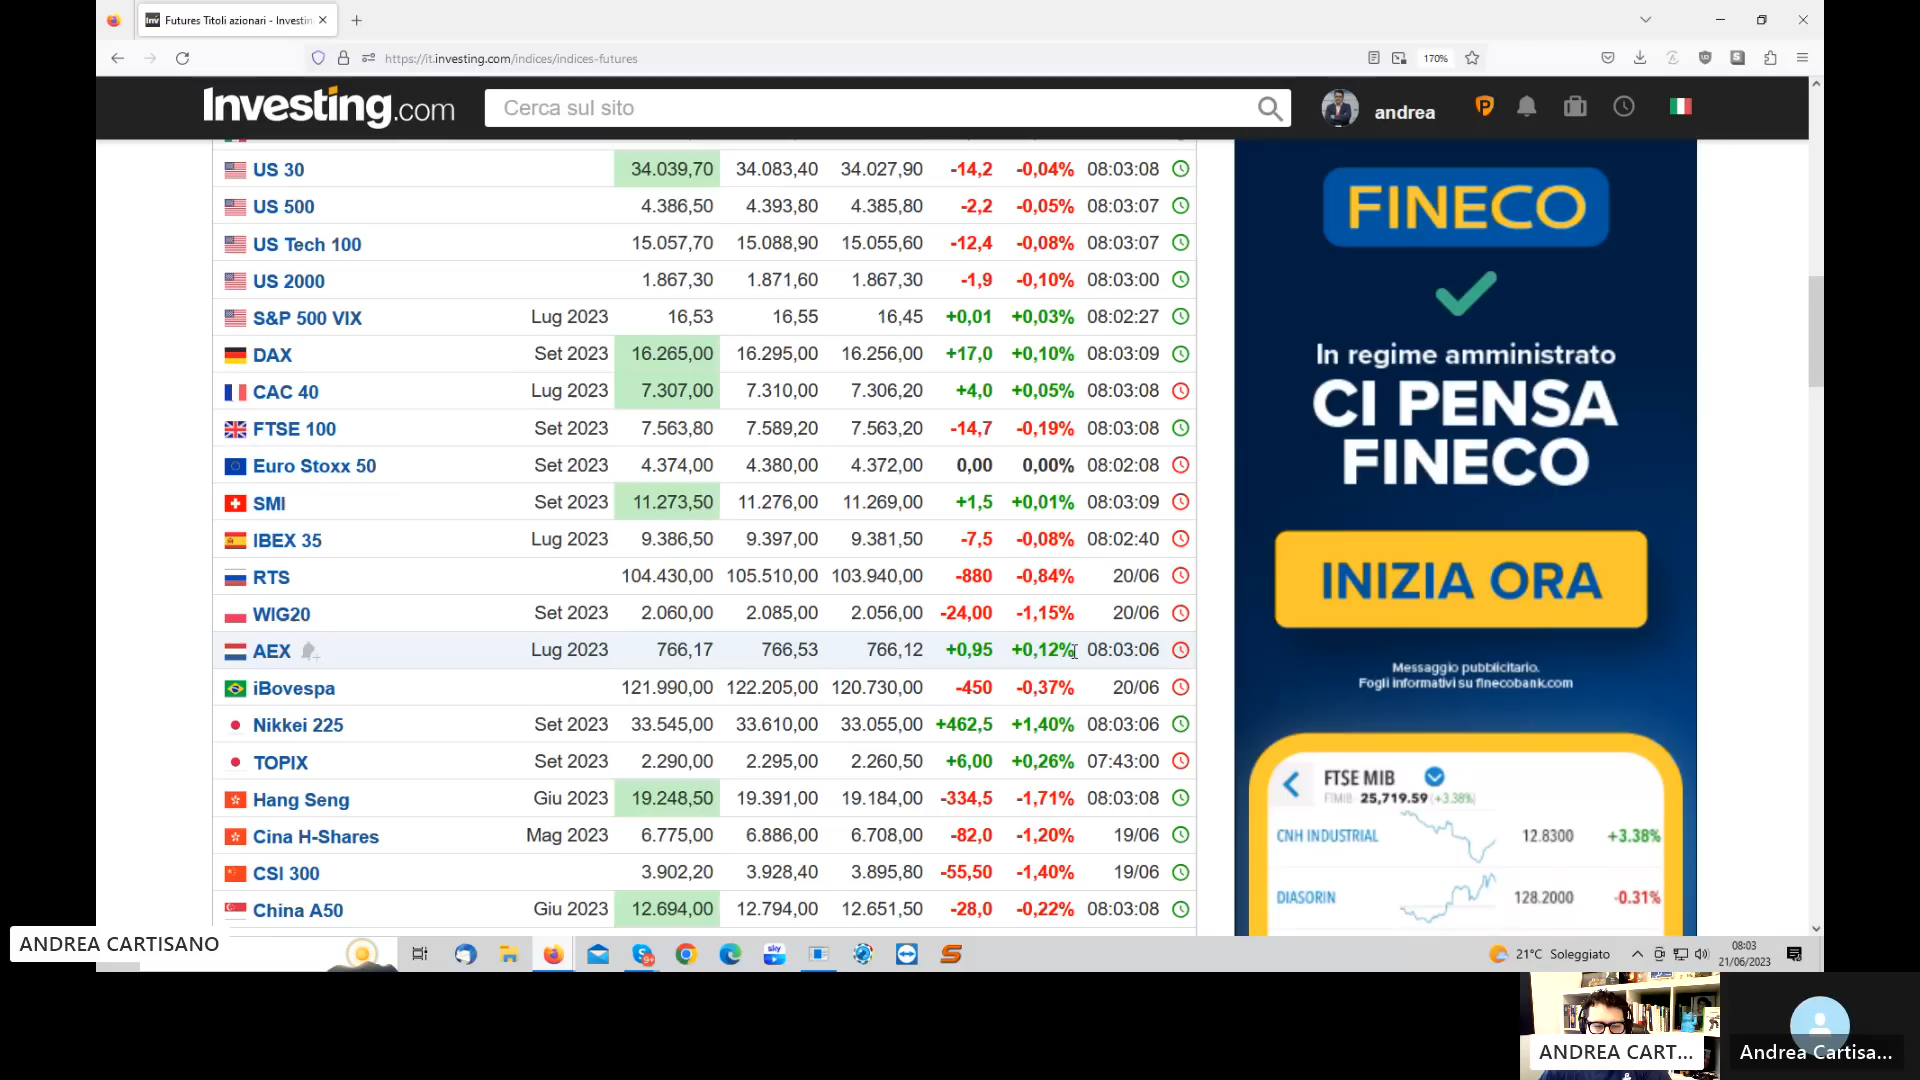 Futures Titoli azionari - Investin
https://it.investing.com/indices/indices-futures
170%
Investing.com
Cerca sul sito
andrea
US 30 34.039,70 34.083,40 34.027,90 -14,2 -0,04% 08:03:08
US 500 4.386,50 4.393,80 4.385,80 -2,2 -0,05% 08:03:07
US Tech 100 15.057,70 15.088,90 15.055,60 -12,4 -0,08% 08:03:07
US 2000 1.867,30 1.871,60 1.867,30 -1,9 -0,10% 08:03:00
S&P 500 VIX Lug 2023 16,53 16,55 16,45 +0,01 +0,03% 08:02:27
DAX Set 2023 16.265,00 16.295,00 16.256,00 +17,0 +0,10% 08:03:09
CAC 40 Lug 2023 7.307,00 7.310,00 7.306,20 +4,0 +0,05% 08:03:08
FTSE 100 Set 2023 7.563,80 7.589,20 7.563,20 -14,7 -0,19% 08:03:08
Euro Stoxx 50 Set 2023 4.374,00 4.380,00 4.372,00 0,00 0,00% 08:02:08
SMI Set 2023 11.273,50 11.276,00 11.269,00 +1,5 +0,01% 08:03:09
IBEX 35 Lug 2023 9.386,50 9.397,00 9.381,50 -7,5 -0,08% 08:02:40
RTS 104.430,00 105.510,00 103.940,00 -880 -0,84% 20/06
WIG20 Set 2023 2.060,00 2.085,00 2.056,00 -24,00 -1,15% 20/06
AEX Lug 2023 766,17 766,53 766,12 +0,95 +0,12% 08:03:06
iBovespa 121.990,00 122.205,00 120.730,00 -450 -0,37% 20/06
Nikkei 225 Set 2023 33.545,00 33.610,00 33.055,00 +462,5 +1,40% 08:03:06
TOPIX Set 2023 2.290,00 2.295,00 2.260,50 +6,00 +0,26% 07:43:00
Hang Seng Giu 2023 19.248,50 19.391,00 19.184,00 -334,5 -1,71% 08:03:08
Cina H-Shares Mag 2023 6.775,00 6.886,00 6.708,00 -82,0 -1,20% 19/06
CSI 300 3.902,20 3.928,40 3.895,80 -55,50 -1,40% 19/06
China A50 Giu 2023 12.694,00 12.794,00 12.651,50 -28,0 -0,22% 08:03:08
FINECO
In regime amministrato
CI PENSA
FINECO
INIZIA ORA
Messaggio pubblicitario.
Fogli informativi su finecobank.com
FTSE MIB
FIMIB: 25,719.59 (+3.38%)
CNH INDUSTRIAL 12.8300 +3.38%
DIASORIN 128.2000 -0.31%
ANDREA CARTISANO
sky
21°C Soleggiato
08:03
21/06/2023
ANDREA CART...
Andrea Cartisa...